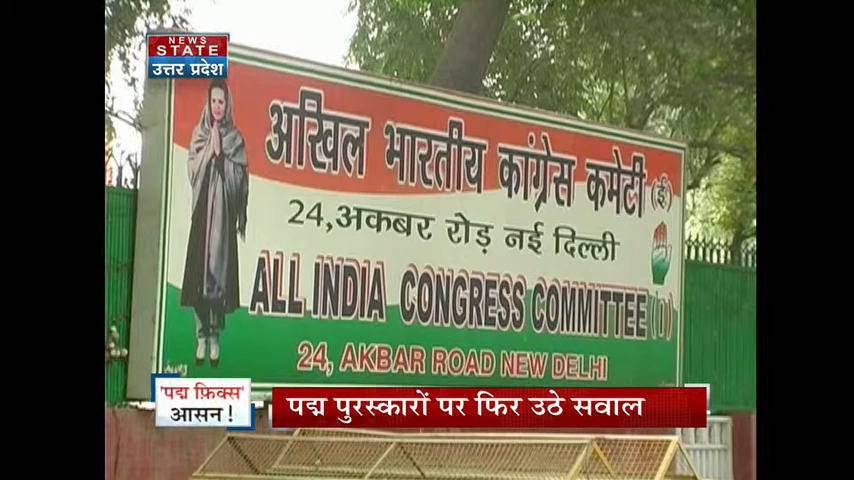 NEWS
STATE
उत्तर प्रदेश
अखिल भारतीय कांग्रेस कमेटी (ई)
24, अकबर रोड़ नई दिल्ली
ALL INDIA CONGRESS COMMITTEE (I)
24, AKBAR ROAD NEW DELHI
'पद्म फ़िक्स'
आसन!
पद्म पुरस्कारों पर फिर उठे सवाल